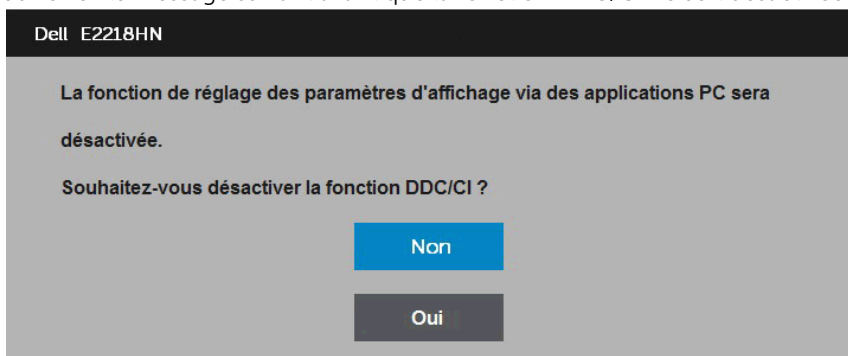 Dell E2218HN
La fonction de réglage des paramètres d'affichage via des applications PC sera
désactivée.
Souhaitez-vous désactiver la fonction DDC/CI ?
Non
Oui